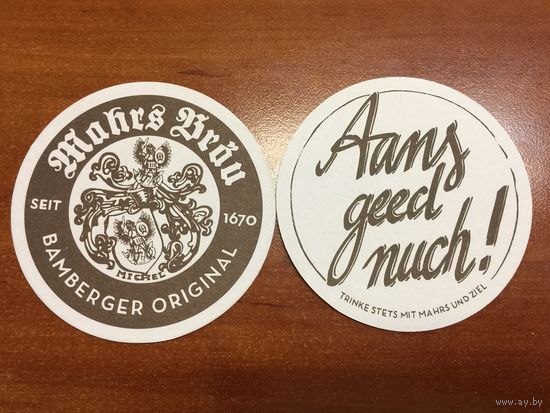 Mahrs Bräu
SEIT
1670
MICHEL
BAMBERGER ORIGINAL
Aans
geed
nuch!
TRINKE STETS MIT MAHRS UND ZIEL
www.ay.by